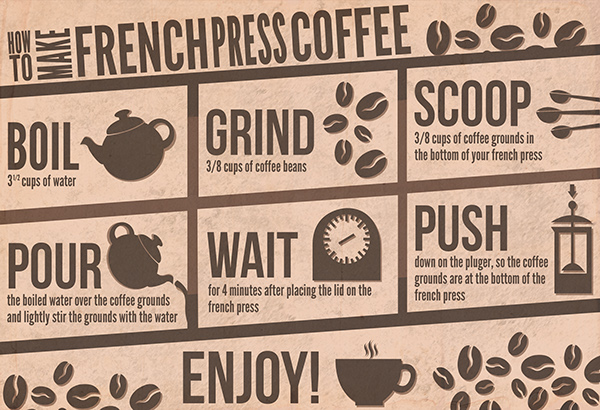 HOW TO MAKE FRENCH PRESS COFFEE
BOIL
3 1/2 cups of water
GRIND
3/8 cups of coffee beans
SCOOP
3/8 cups of coffee grounds in
the bottom of your french press
POUR
the boiled water over the coffee grounds
and lightly stir the grounds with the water
WAIT
for 4 minutes after placing the lid on the
french press
PUSH
down on the pluger, so the coffee
grounds are at the bottom of the
french press
ENJOY!